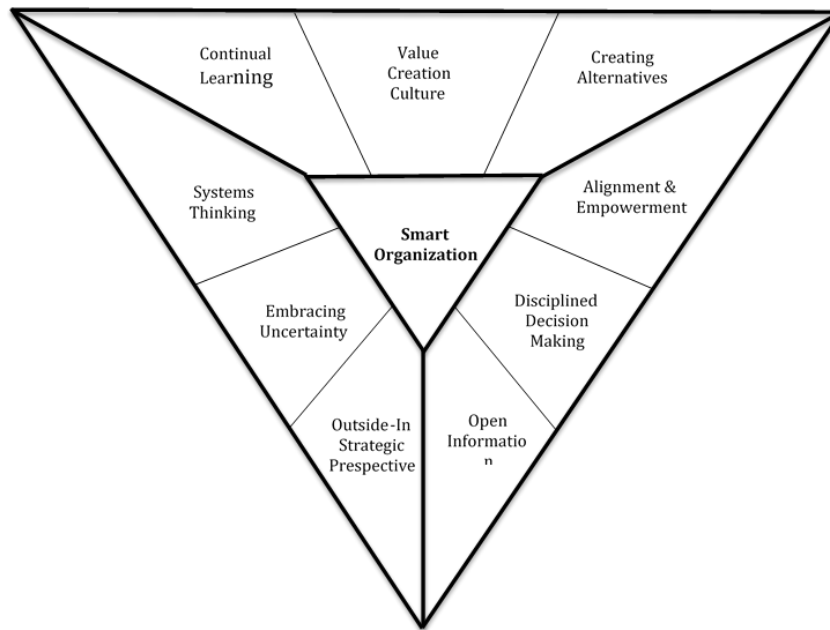 Continual
Learning
Value
Creation
Culture
Creating
Alternatives
Systems
Thinking
Alignment &
Empowerment
Smart
Organization
Embracing
Uncertainty
Disciplined
Decision
Making
Outside-In
Strategic
Prespective
Open
Informatio
n